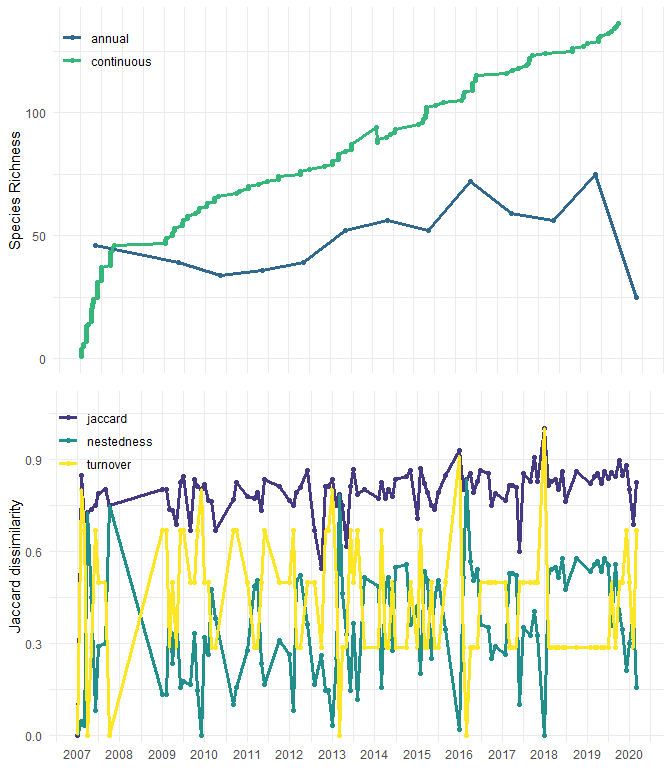 annual
continuous
Species Richness
100
50
0
jaccard
nestedness
turnover
Jaccard dissimilarity
0.9
0.6
0.3
0.0
2007 2008 2009 2010 2011 2012 2013 2014 2015 2016 2017 2018 2019 2020